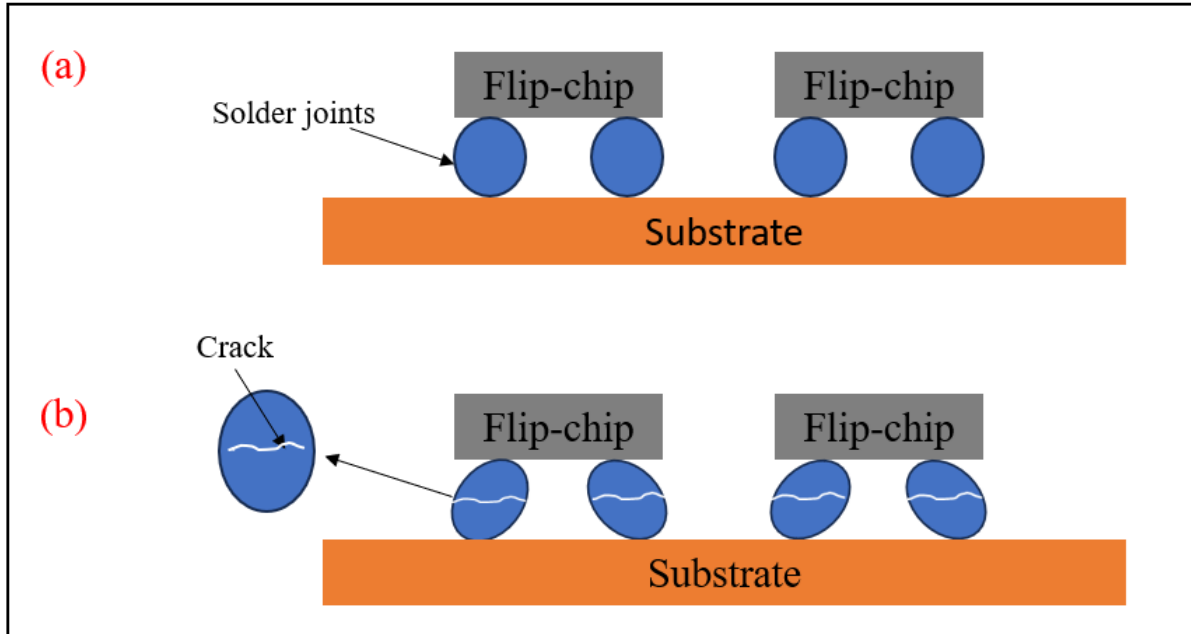 (a)
Flip-chip
Flip-chip
Solder joints
Substrate
Crack
(b)
Flip-chip
Flip-chip
Substrate